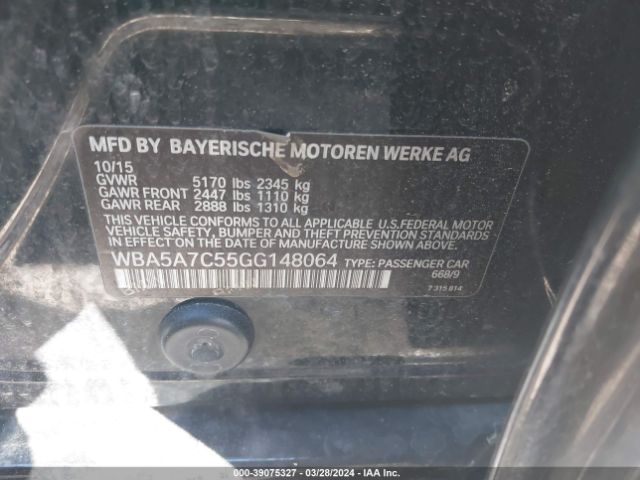 MFD BY BAYERISCHE MOTOREN WERKE AG
10/15
GVWR 5170 lbs 2345 kg
GAWR FRONT 2447 lbs 1110 kg
GAWR REAR 2888 lbs 1310 kg
THIS VEHICLE CONFORMS TO ALL APPLICABLE U.S.FEDERAL MOTOR
VEHICLE SAFETY, BUMPER AND THEFT PREVENTION STANDARDS
IN EFFECT ON THE DATE OF MANUFACTURE SHOWN ABOVE.
WBA5A7C55GG148064 TYPE: PASSENGER CAR
668/9
7 315 814
000-39075327 - 03/28/2024 - IAAI.COM